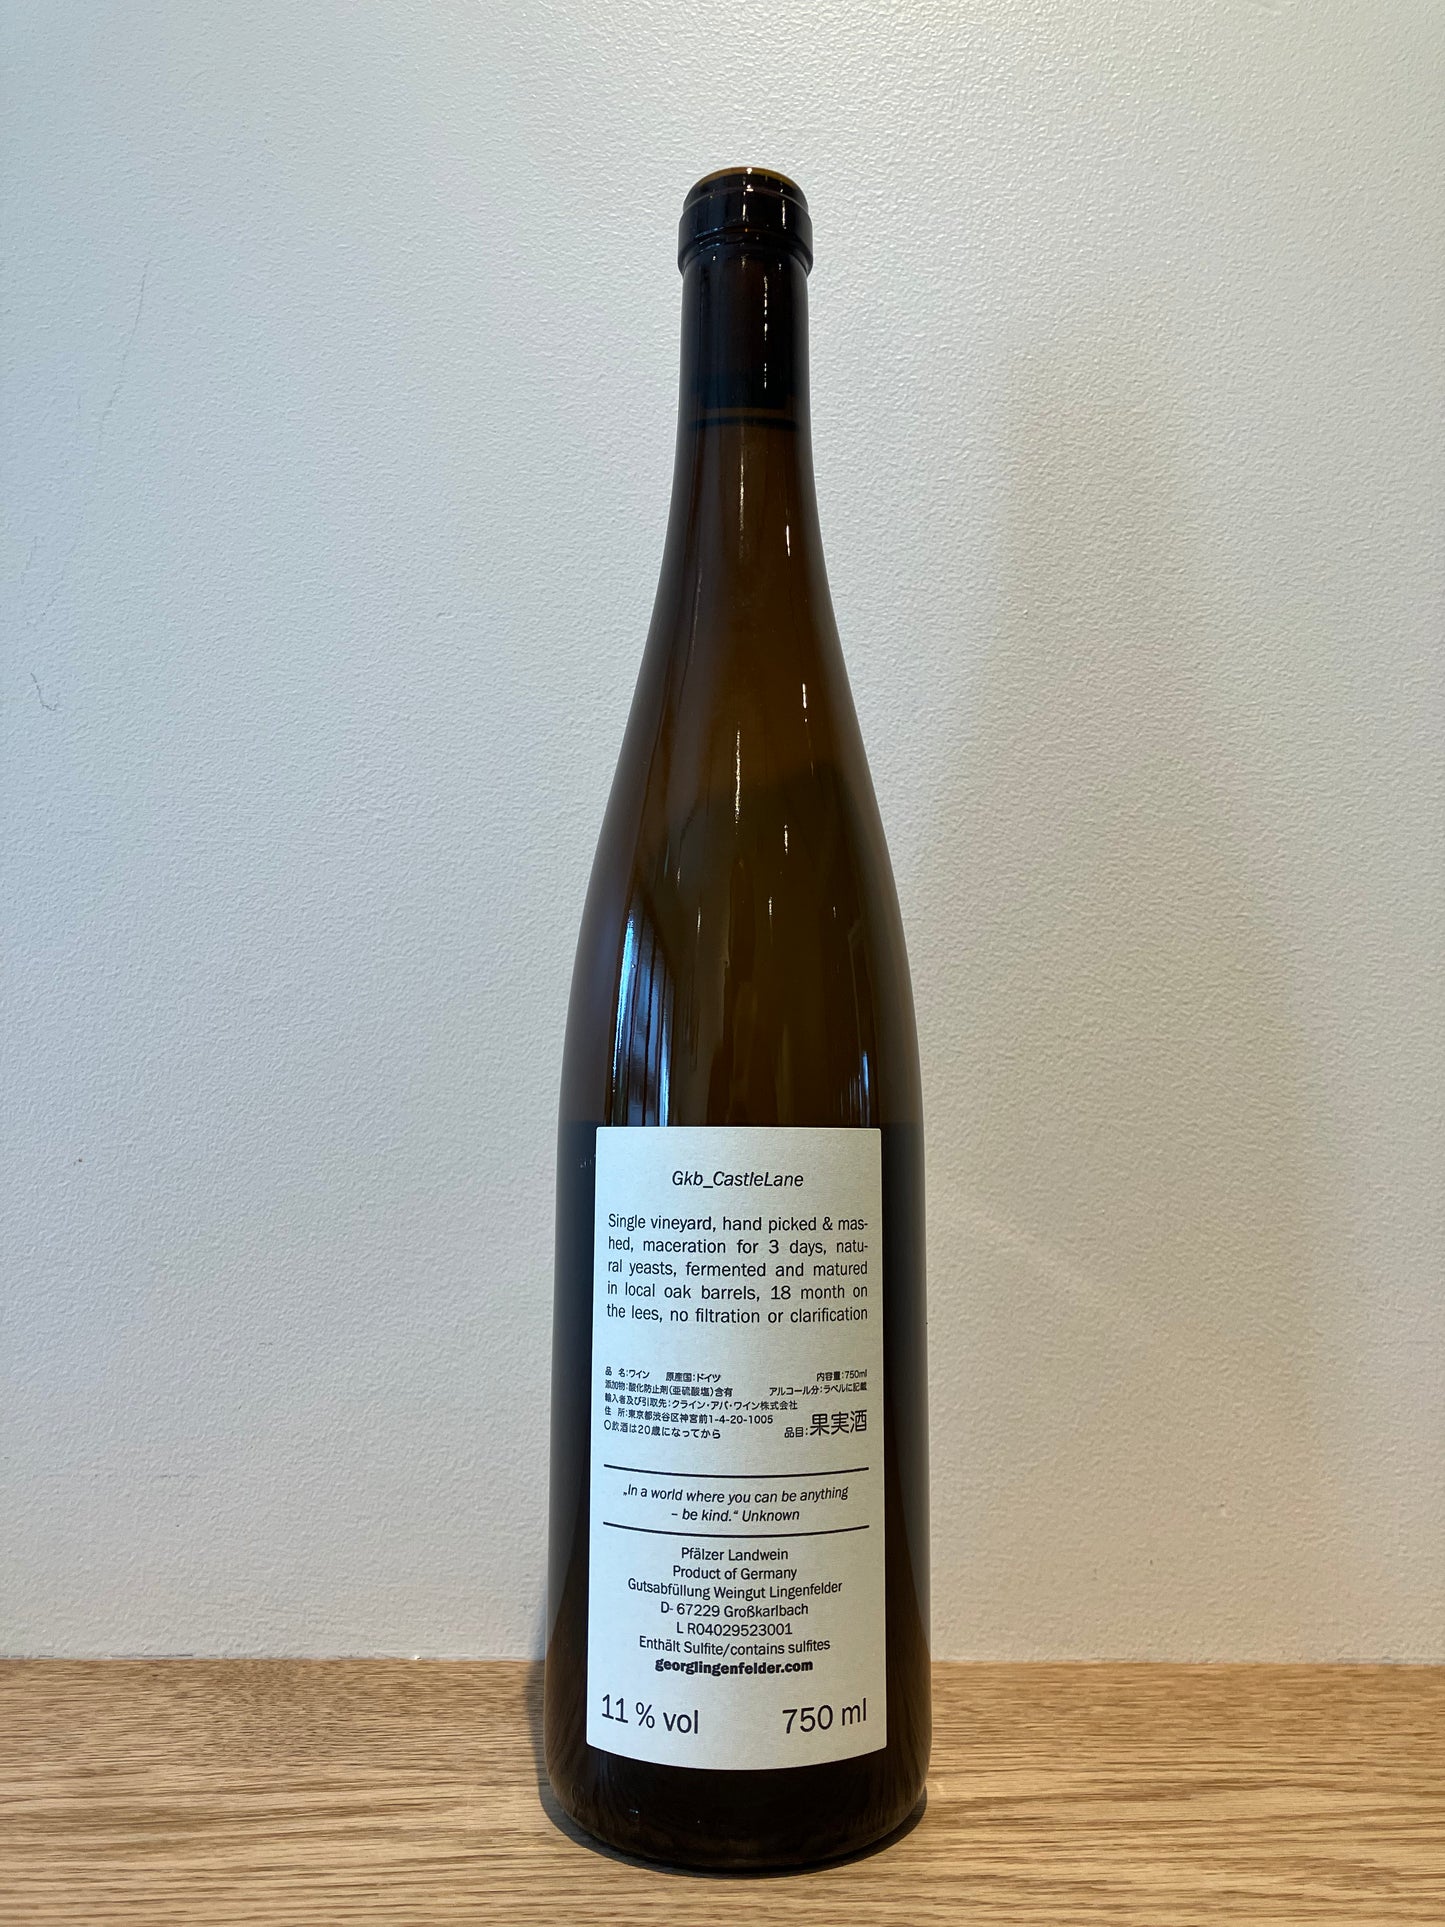 Gkb_CastleLane
Single vineyard, hand picked & mas-
hed, maceration for 3 days, natu-
ral yeasts, fermented and matured
in local oak barrels, 18 month on
the lees, no filtration or clarification
品 名:ワイン 原産国:ドイツ 内容量:750ml
添加物:酸化防止剤(亜硫酸塩)含有 アルコール分:ラベルに記載
輸入者及び引取先:クライン・アパ・ワイン株式会社
住 所:東京都渋谷区神宮前1-4-20-1005
〇飲酒は20歳になってから 品目:果実酒
„In a world where you can be anything
– be kind.“ Unknown
Pfälzer Landwein
Product of Germany
Gutsabfüllung Weingut Lingenfelder
D- 67229 Großkarlbach
L R04029523001
Enthält Sulfite/contains sulfites
georglingenfelder.com
11 % vol 750 ml